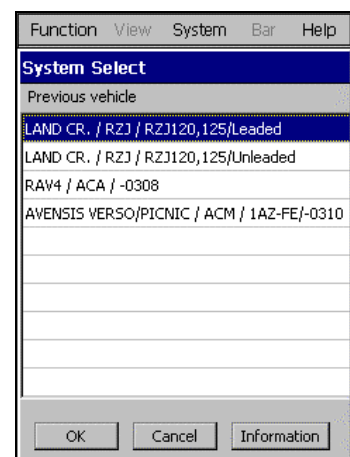 Function View System Bar Help
System Select
Previous vehicle
LAND CR. / RZJ / RZJ120,125/Leaded
LAND CR. / RZJ / RZJ120,125/Unleaded
RAV4 / ACA / -0308
AVENSIS VERSO/PICNIC / ACM / 1AZ-FE/-0310
OK Cancel Information